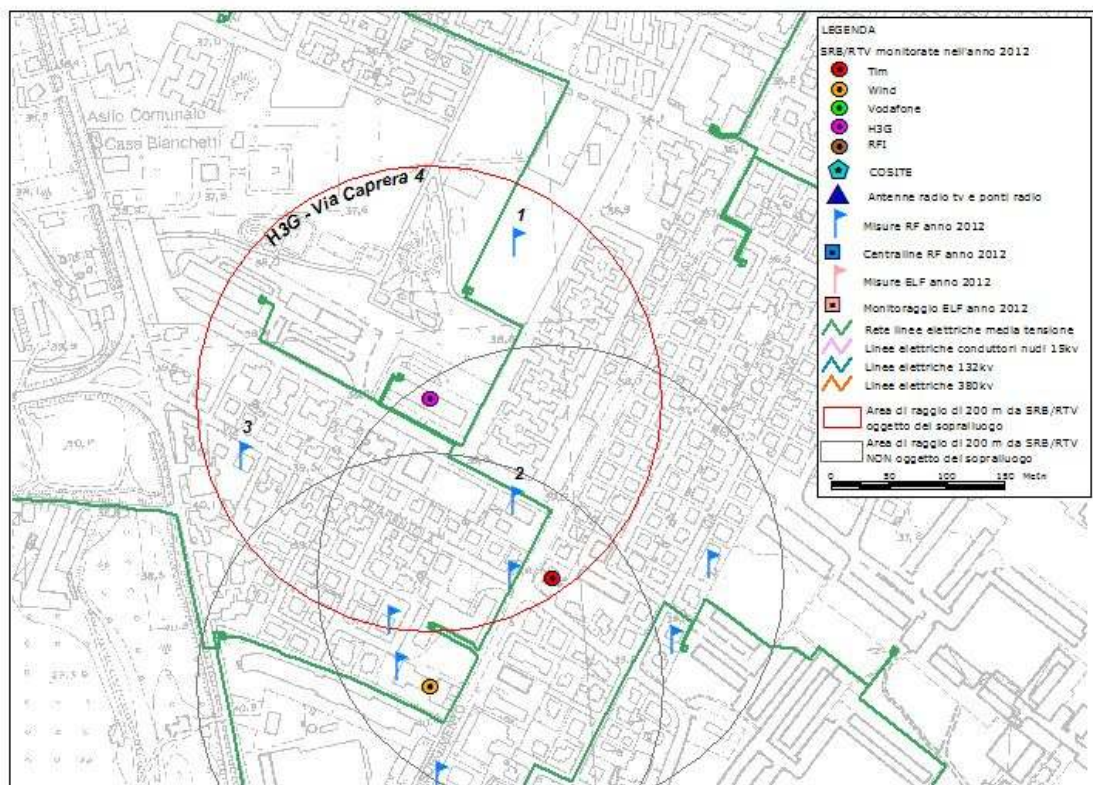 Asilo Comunale
Casa Bianchetti
H3G - Via Caprera 4
1
2
3
LEGENDA
SRB/RTV monitorate nell'anno 2012
Tim
Wind
Vodafone
H3G
RFI
COSITE
Antenne radio tv e ponti radio
Misure RF anno 2012
Centraline RF anno 2012
Misure ELF anno 2012
Monitoraggio ELF anno 2012
Rete linee elettriche media tensione
Linee elettriche conduttori nudi 15kv
Linee elettriche 132kv
Linee elettriche 380kv
Area di raggio di 200 m da SRB/RTV
oggetto del sopralluogo
Area di raggio di 200 m da SRB/RTV
NON oggetto del sopralluogo
0 50 100 150 Metri